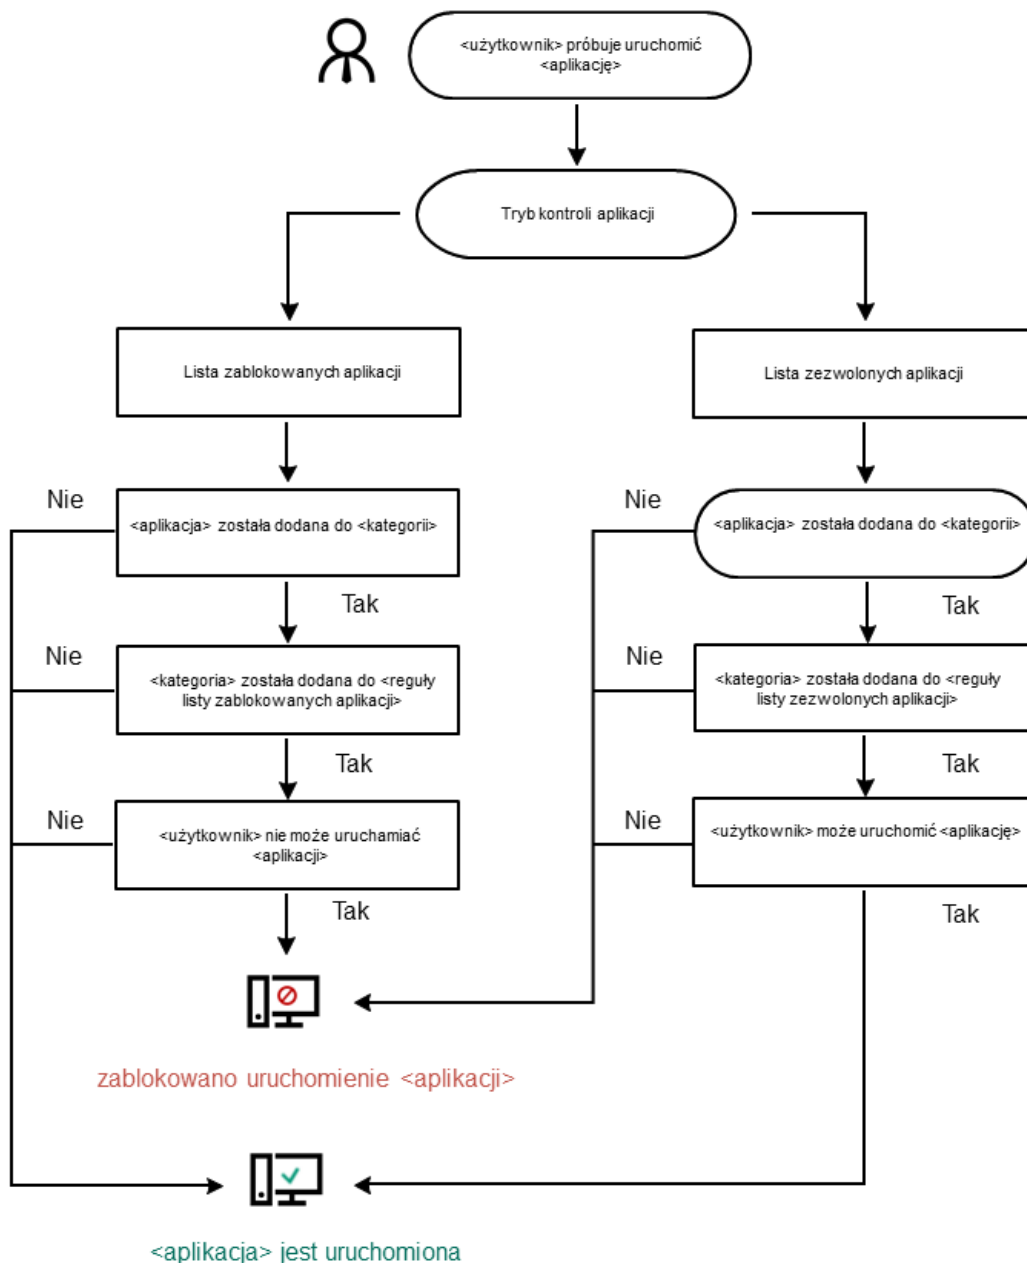 <użytkownik> próbuje uruchomić
<aplikację>
Tryb kontroli aplikacji
Lista zablokowanych aplikacji
Lista zezwolonych aplikacji
Nie
<aplikacja> została dodana do <kategorii>
Nie
<aplikacja> została dodana do <kategorii>
Tak
Tak
Nie
<kategoria> została dodana do <reguły
listy zablokowanych aplikacji>
Nie
<kategoria> została dodana do <reguły
listy zezwolonych aplikacji>
Tak
Tak
Nie
<użytkownik> nie może uruchamiać
<aplikacji>
Nie
<użytkownik> może uruchomić <aplikację>
Tak
Tak
zablokowano uruchomienie <aplikacji>
<aplikacja> jest uruchomiona